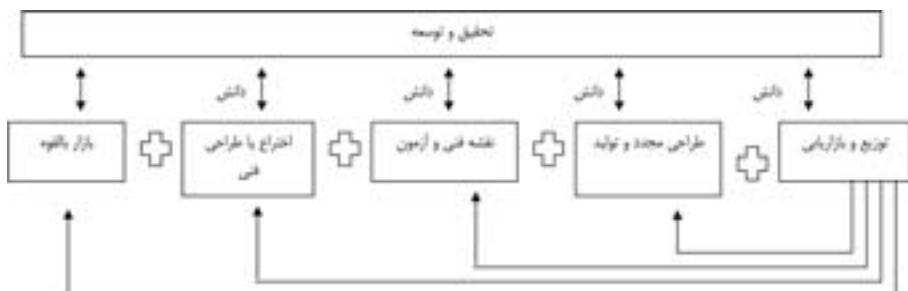 تحقیق و توسعه
دانش
دانش
دانش
دانش
توزیع و بازاریابی
طراحی مجدد و تولید
نقشه فنی و آزمون
اختراع یا طراحی
فنی
بازار بالقوه